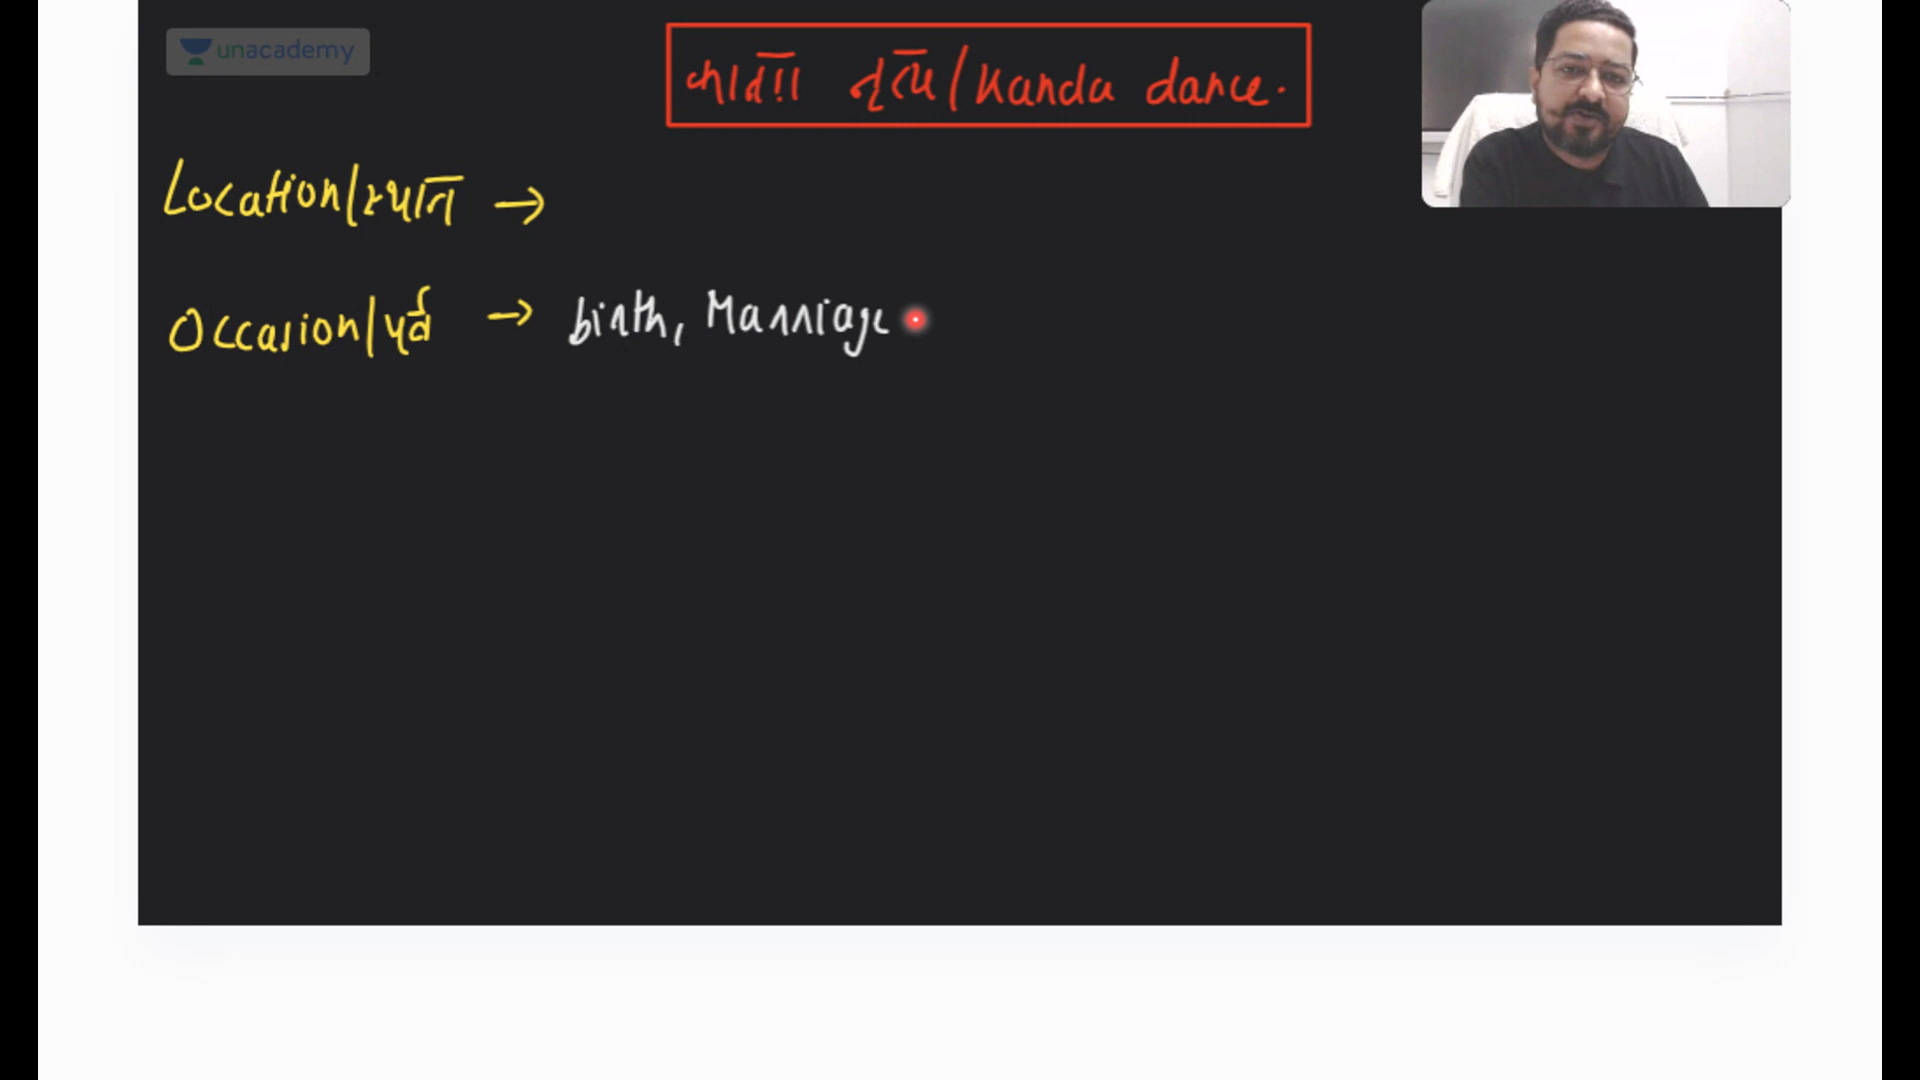 unacademy
कानड़ा नृत्य/Kanda dance.
Location/स्थान →
Occasion/पर्व → birth, Marriage